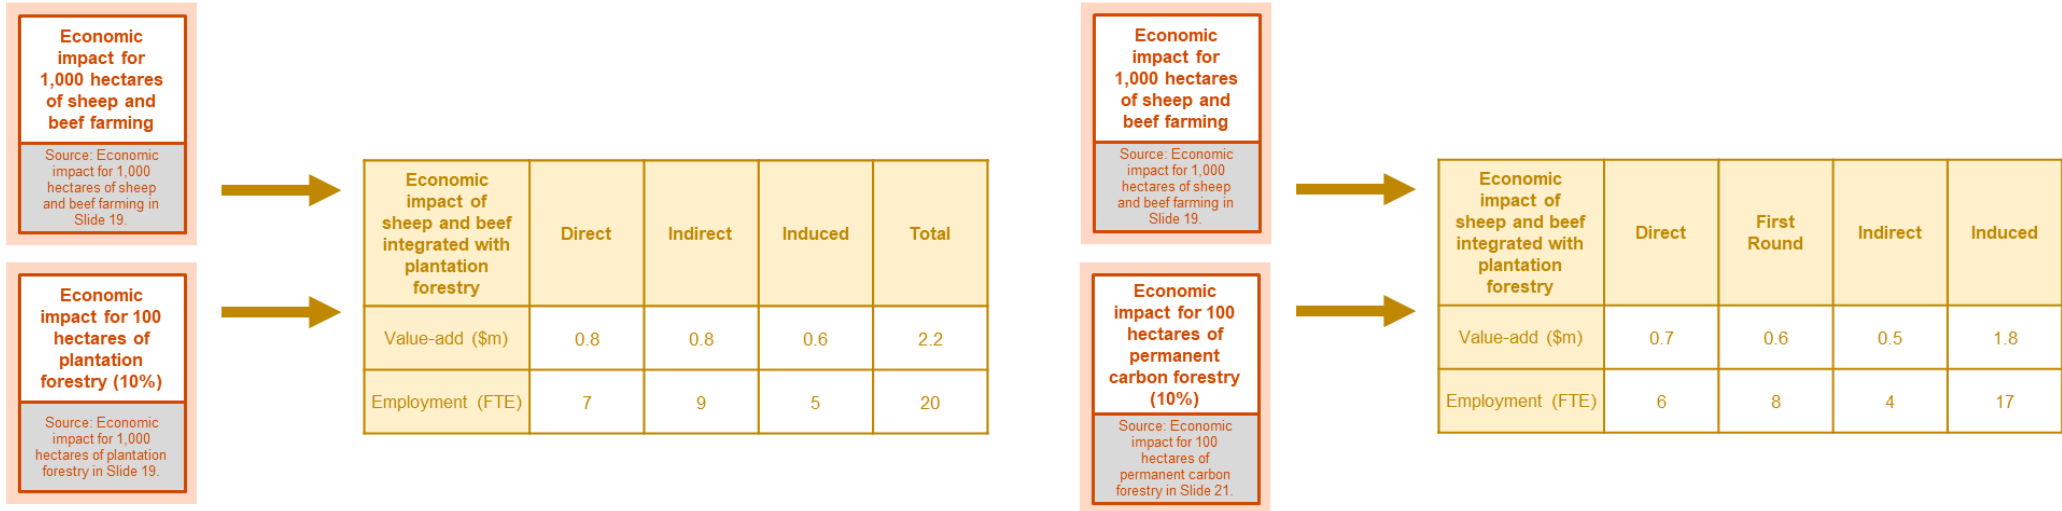 Economic
impact for
1,000 hectares
of sheep and
beef farming
Source: Economic
impact for 1,000
hectares of sheep
and beef farming in
Slide 19.
Economic
impact for 100
hectares of
plantation
forestry (10%)
Source: Economic
impact for 1,000
hectares of plantation
forestry in Slide 19.
Economic
impact of
sheep and beef
integrated with
plantation
forestry
Direct
Indirect
Induced
Total
Value-add ($m)
0.8
0.8
0.6
2.2
Employment (FTE)
7
9
5
20
Economic
impact for
1,000 hectares
of sheep and
beef farming
Source: Economic
impact for 1,000
hectares of sheep
and beef farming in
Slide 19.
Economic
impact for 100
hectares of
permanent
carbon forestry
(10%)
Source: Economic
impact for 100
hectares of
permanent carbon
forestry in Slide 21.
Economic
impact of
sheep and beef
integrated with
plantation
forestry
Direct
First
Round
Indirect
Induced
Value-add ($m)
0.7
0.6
0.5
1.8
Employment (FTE)
6
8
4
17